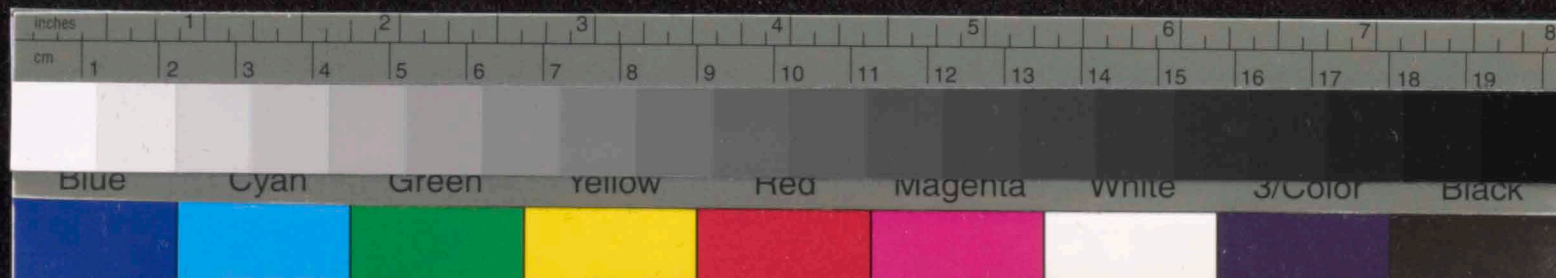 inches 1 2 3 4 5 6 7 8
cm 1 2 3 4 5 6 7 8 9 10 11 12 13 14 15 16 17 18 19
Blue Cyan Green Yellow Red Magenta White 3/Color Black